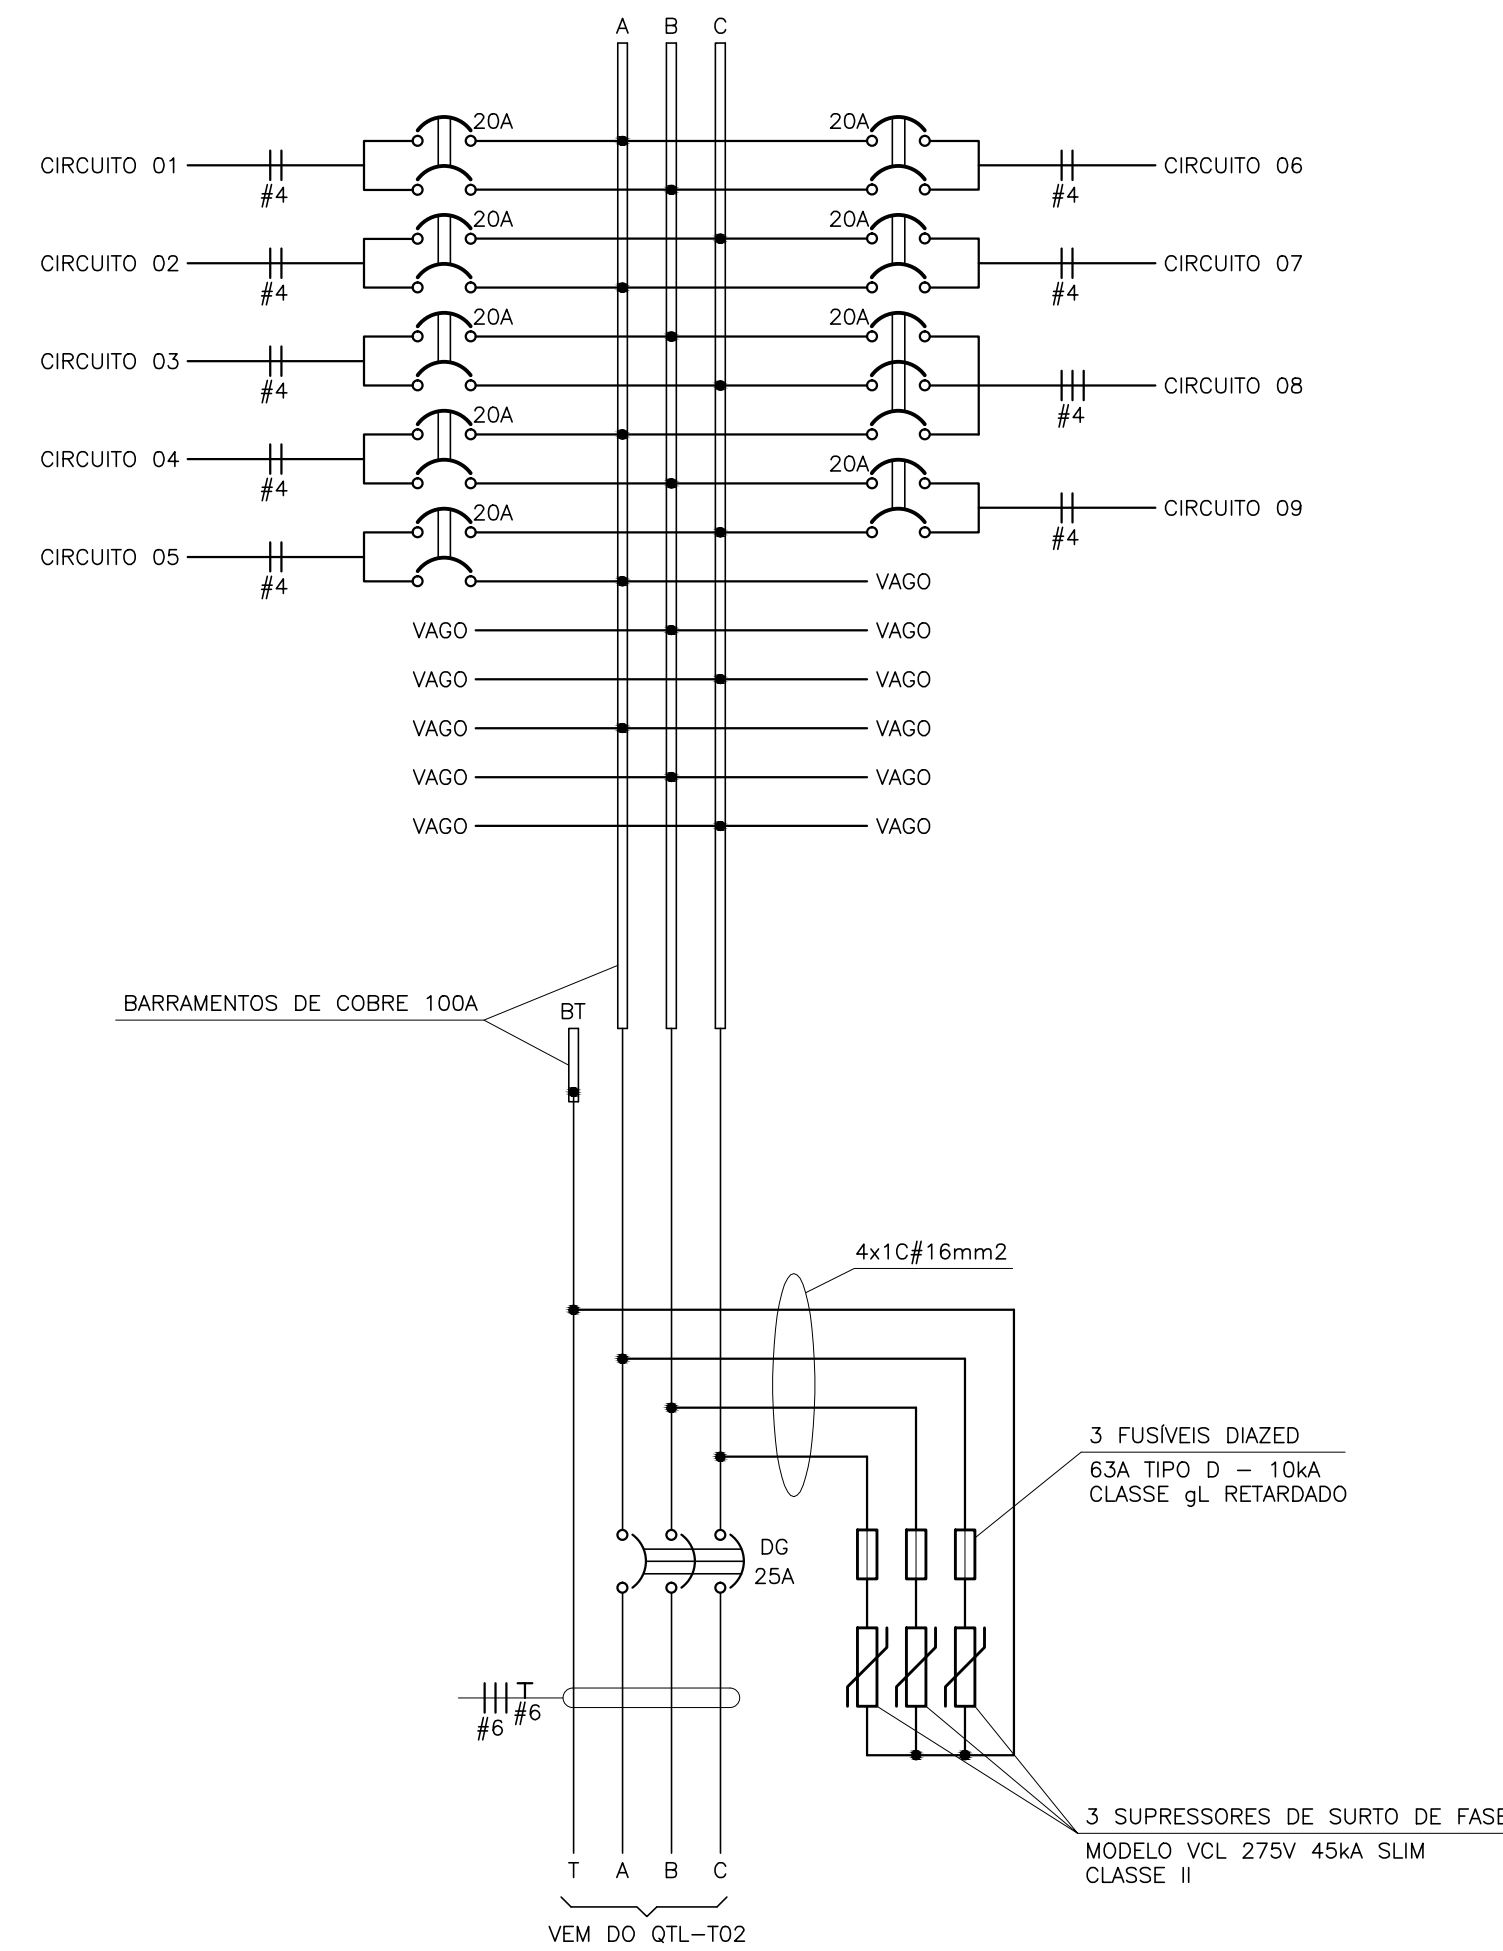 A B C
20A 20A
CIRCUITO 01 CIRCUITO 06
#4 #4
20A
CIRCUITO 02 CIRCUITO 07
#4 #4
20A 20A
CIRCUITO 03
#4
CIRCUITO 08
#4
20A
CIRCUITO 04
#4
20A
CIRCUITO 09
20A
#4
CIRCUITO 05
#4
VAGO
VAGO VAGO
VAGO VAGO
VAGO VAGO
VAGO VAGO
VAGO VAGO
BARRAMENTOS DE COBRE 100A
BT
4x1C#16mm2
3 FUSÍVEIS DIAZED
63A TIPO D – 10kA
CLASSE gL RETARDADO
DG
25A
#6
#6
3 SUPRESSORES DE SURTO DE FASE
MODELO VCL 275V 45kA SLIM
CLASSE II
T A B C
VEM DO QTL–T02